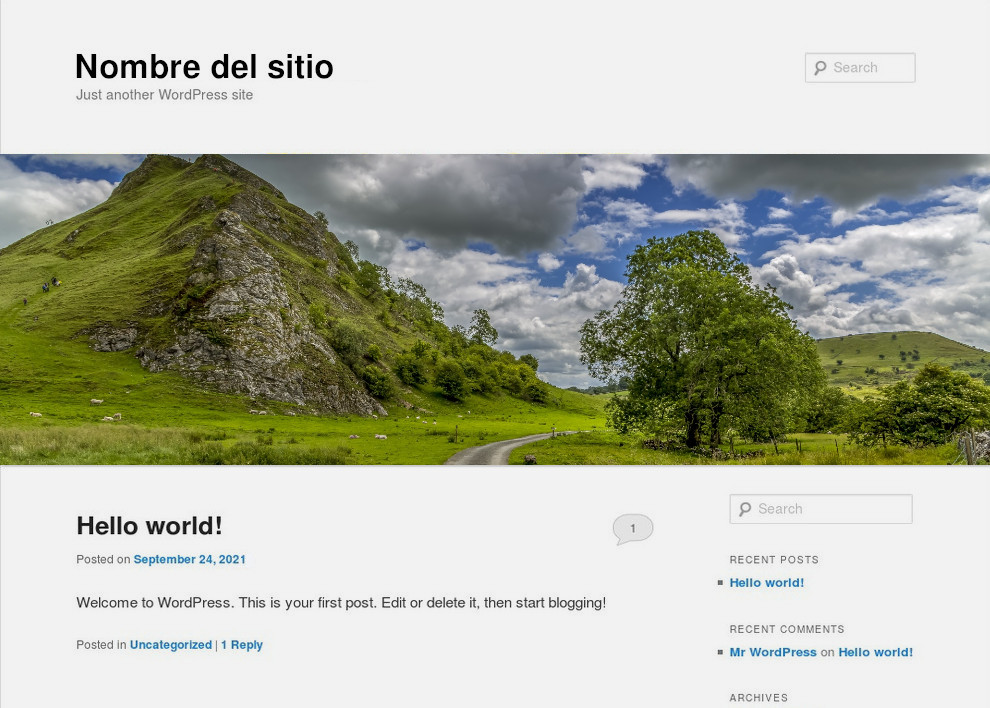 Nombre del sitio
Just another WordPress site
Search
Hello world!
1
Posted on September 24, 2021
Welcome to WordPress. This is your first post. Edit or delete it, then start blogging!
Posted in Uncategorized | 1 Reply
Search
RECENT POSTS
Hello world!
RECENT COMMENTS
Mr WordPress on Hello world!
ARCHIVES